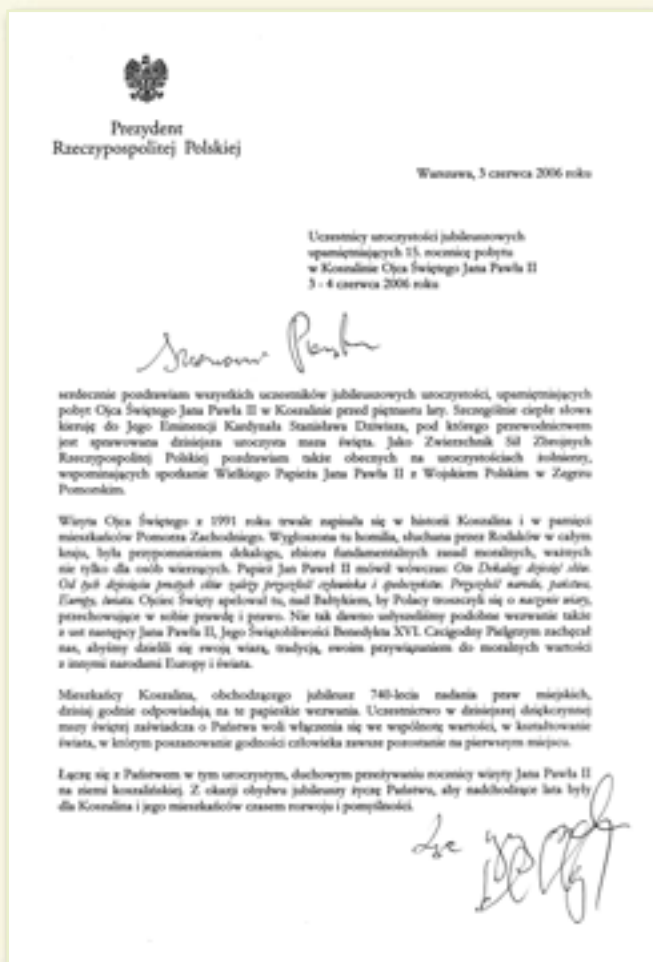 Prezydent
Rzeczypospolitej Polskiej
Warszawa, 3 czerwca 2006 roku
Uczestnicy uroczystości jubileuszowych
upamiętniających 15. rocznicę pobytu
w Koszalinie Ojca Świętego Jana Pawła II
3 - 4 czerwca 2006 roku
Szanowni Państwo
serdecznie pozdrawiam wszystkich uczestników jubileuszowych uroczystości, upamiętniających
pobyt Ojca Świętego Jana Pawła II w Koszalinie przed piętnastu laty. Szczególnie ciepłe słowa
kieruję do Jego Eminencji Kardynała Stanisława Dziwisza, pod którego przewodnictwem
jest sprawowana dzisiejsza uroczysta msza święta. Jako Zwierzchnik Sił Zbrojnych
Rzeczypospolitej Polskiej pozdrawiam także obecnych na uroczystościach żołnierzy,
wspominających spotkanie Wielkiego Papieża Jana Pawła II z Wojskiem Polskim w Zegrzu
Pomorskim.
Wizyta Ojca Świętego z 1991 roku trwale zapisała się w historii Koszalina i w pamięci
mieszkańców Pomorza Zachodniego. Wygłoszona tu homilia, słuchana przez Rodaków w całym
kraju, była przypomnieniem dekalogu, zbioru fundamentalnych zasad moralnych, ważnych
nie tylko dla osób wierzących. Papież Jan Paweł II mówił wówczas: Oto Dekalog: dziesięć słów.
Od tych dziesięciu prostych słów zależy przyszłość człowieka i społeczeństw. Przyszłość narodu, państwa,
Europy, świata. Ojciec Święty apelował tu, nad Bałtykiem, by Polacy troszczyli się o naczynie wiary,
przechowujące w sobie prawdę i prawo. Nie tak dawno usłyszeliśmy podobne wezwanie także
z ust następcy Jana Pawła II, Jego Świątobliwości Benedykta XVI. Czcigodny Pielgrzym zachęcał
nas, abyśmy dzielili się swoją wiarą, tradycją, swoim przywiązaniem do moralnych wartości
z innymi narodami Europy i świata.
Mieszkańcy Koszalina, obchodzącego jubileusz 740-lecia nadania praw miejskich,
dzisiaj godnie odpowiadają na te papieskie wezwania. Uczestnictwo w dzisiejszej dziękczynnej
mszy świętej zaświadcza o Państwa woli włączenia się we wspólnotę wartości, w kształtowanie
świata, w którym poszanowanie godności człowieka zawsze pozostanie na pierwszym miejscu.
Łączę się z Państwem w tym uroczystym, duchowym przeżywaniu rocznicy wizyty Jana Pawła II
na ziemi koszalińskiej. Z okazji obydwu jubileuszy życzę Państwu, aby nadchodzące lata były
dla Koszalina i jego mieszkańców czasem rozwoju i pomyślności.